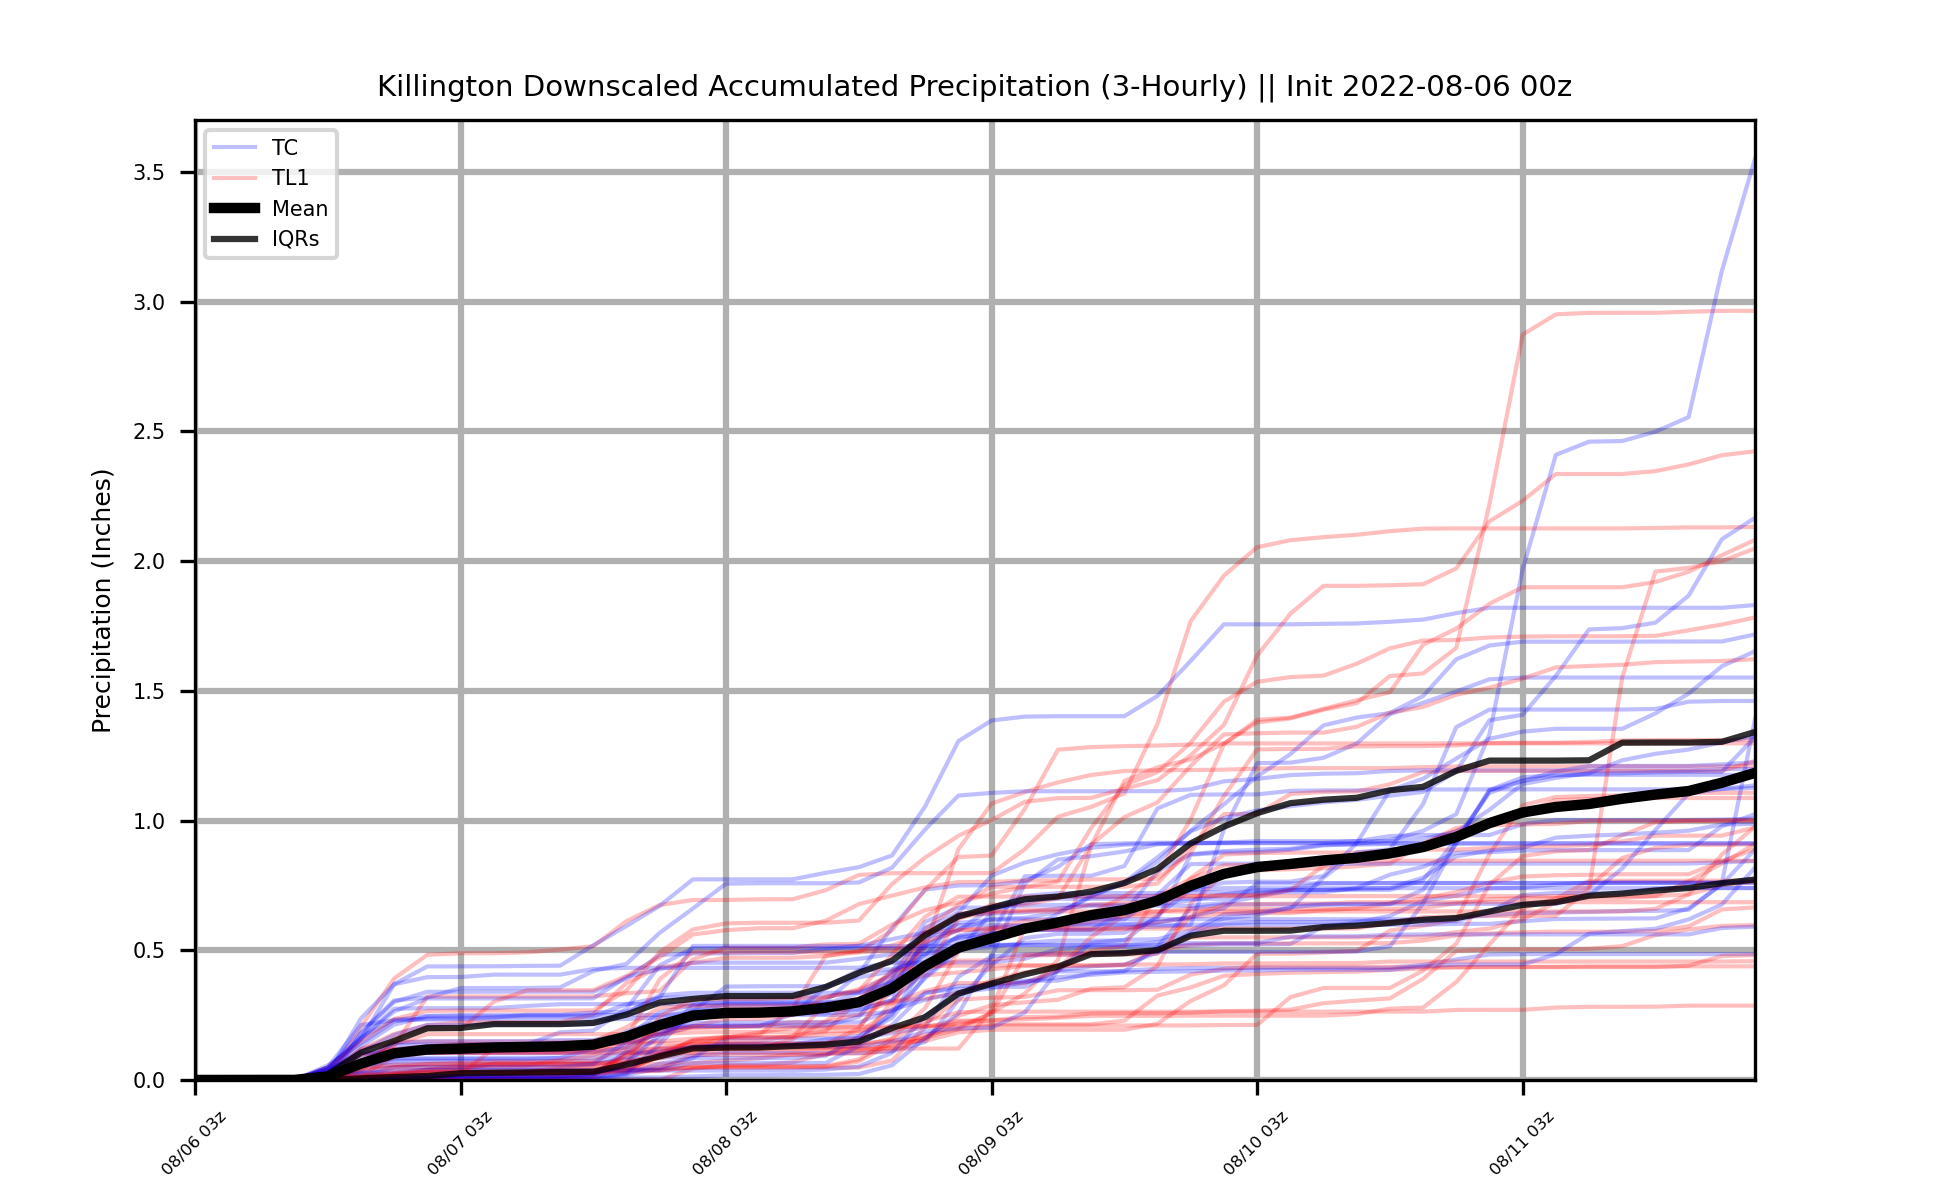 Killington Downscaled Accumulated Precipitation (3-Hourly) || Init 2022-08-06 00z
TC
TL1
Mean
IQRs
Precipitation (Inches)
3.5
3.0
2.5
2.0
1.5
1.0
0.5
0.0
08/06 03z
08/07 03z
08/08 03z
08/09 03z
08/10 03z
08/11 03z